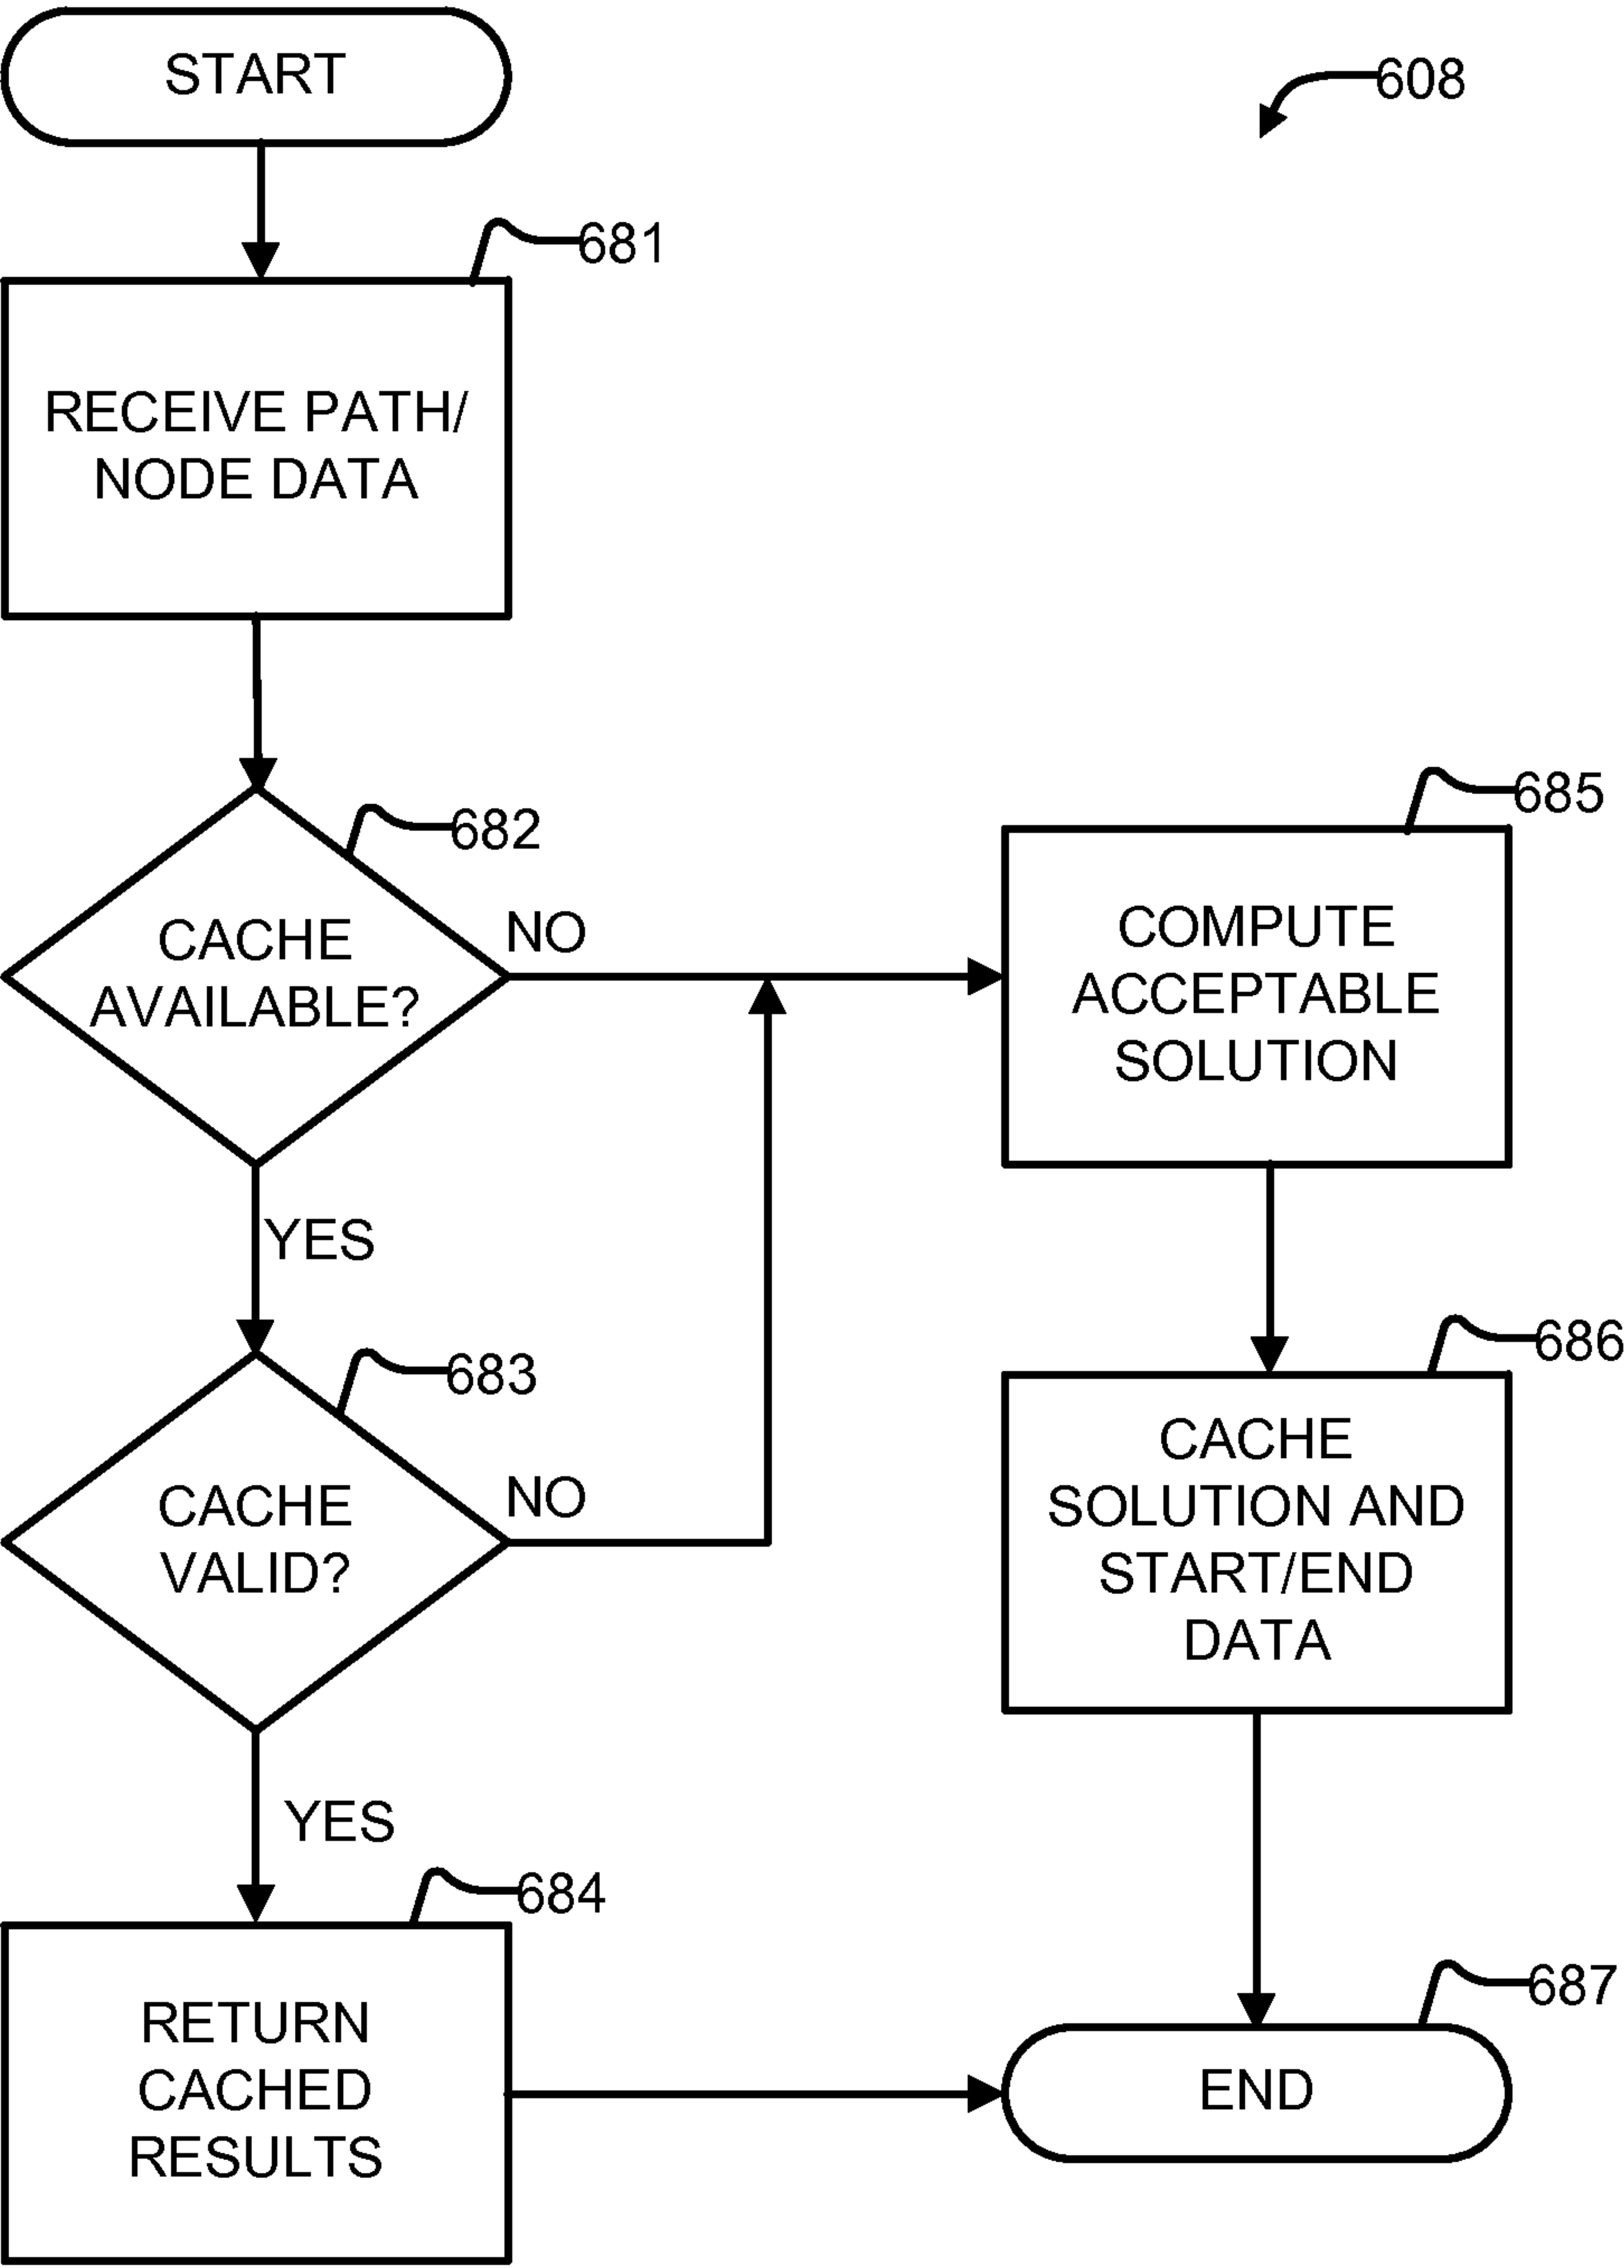 START
608
681
RECEIVE PATH/
NODE DATA
682
CACHE
AVAILABLE?
NO
685
COMPUTE
ACCEPTABLE
SOLUTION
YES
683
CACHE
VALID?
NO
686
CACHE
SOLUTION AND
START/END
DATA
YES
684
RETURN
CACHED
RESULTS
687
END